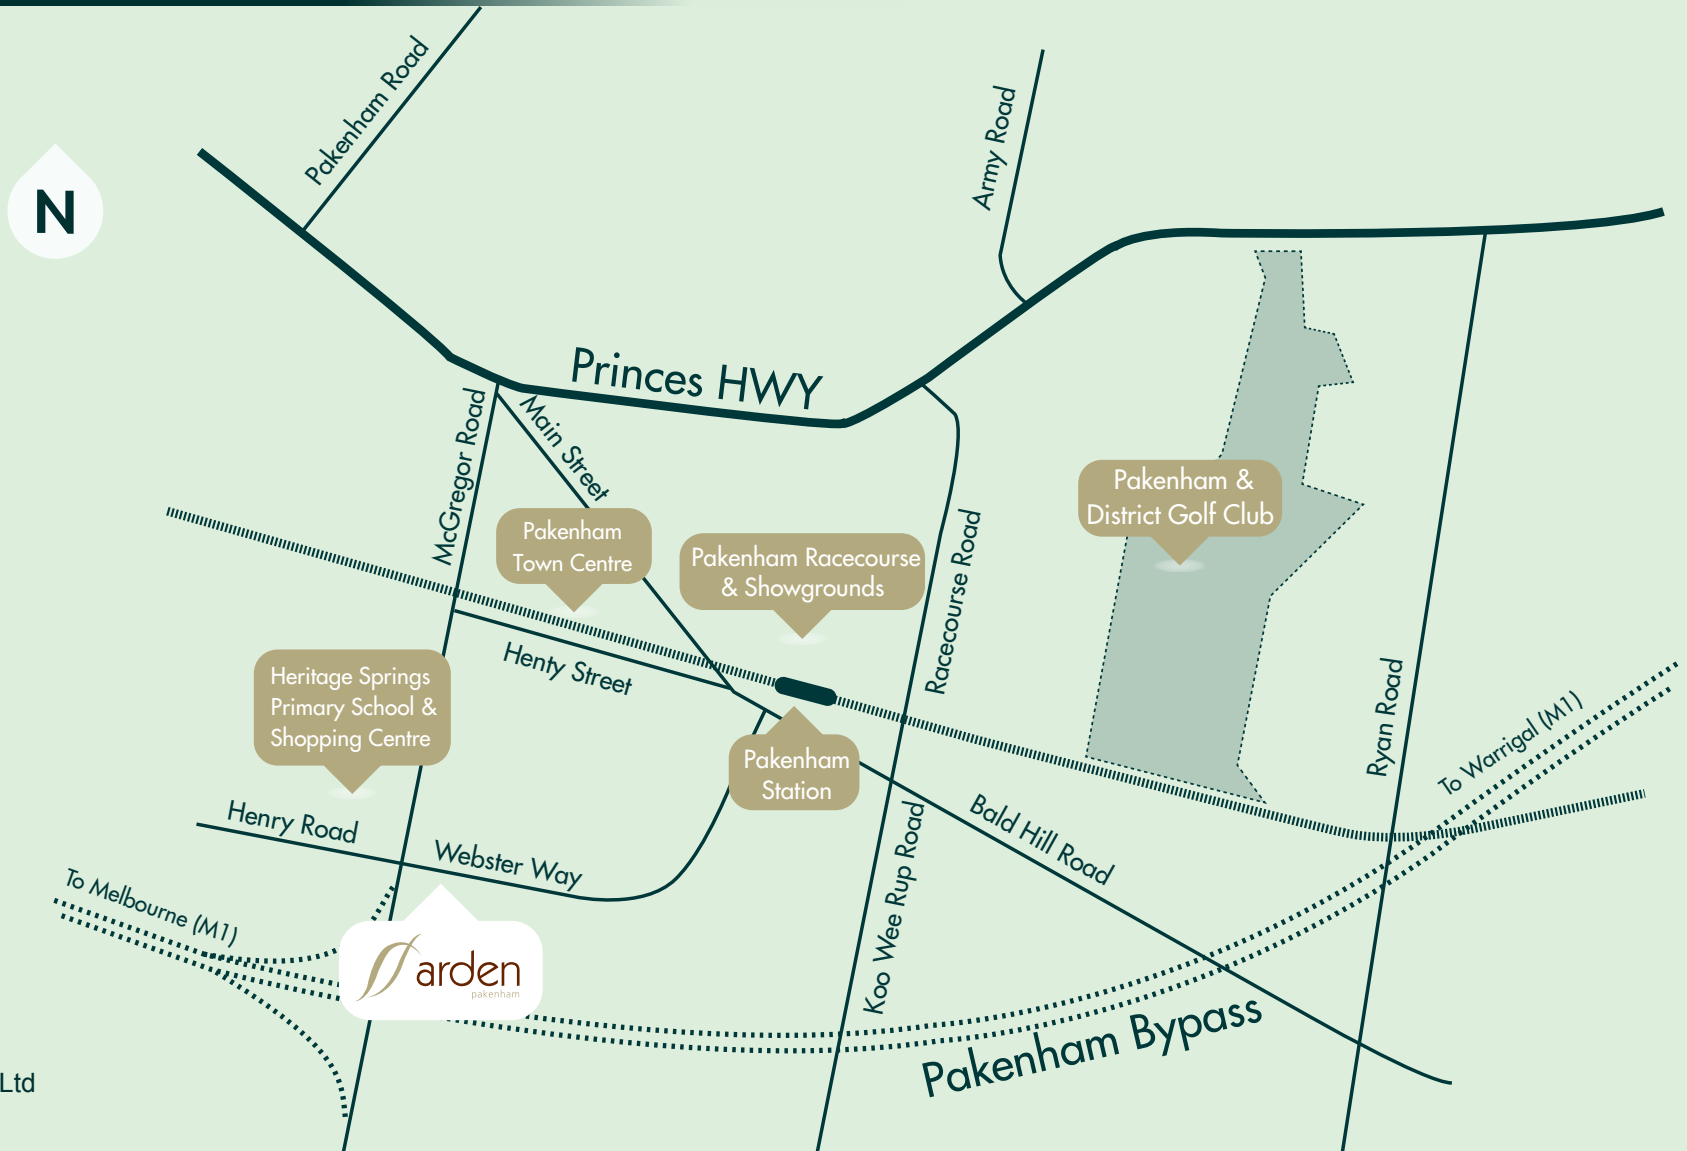 Pakenham Road
Army Road
N
Princes HWY
McGregor Road
Main Street
Pakenham &
District Golf Club
Pakenham
Town Centre
Pakenham Racecourse
& Showgrounds
Racecourse Road
Henty Street
Heritage Springs
Primary School &
Shopping Centre
Ryan Road
To Warrigal (M1)
Pakenham
Station
Henry Road
Webster Way
Bald Hill Road
Koo Wee Rup Road
To Melbourne (M1)
arden
pakenham
Pakenham Bypass
Ltd